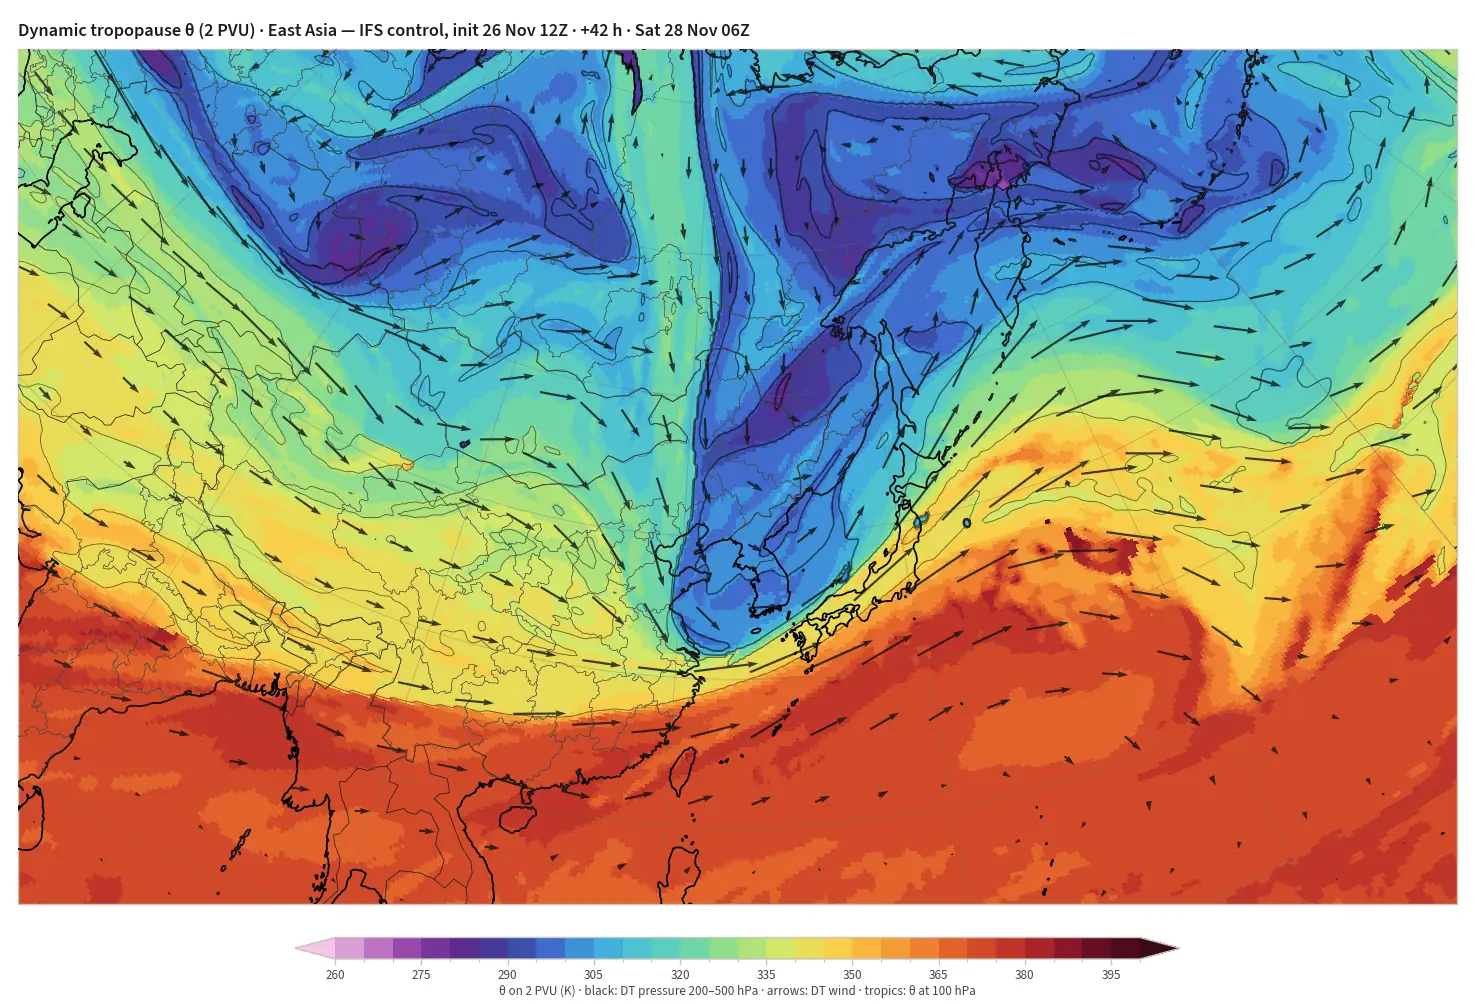 Dynamic tropopause θ (2 PVU) · East Asia — IFS control, init 26 Nov 12Z · +42 h · Sat 28 Nov 06Z
260 275 290 305 320 335 350 365 380 395
θ on 2 PVU (K) · black: DT pressure 200–500 hPa · arrows: DT wind · tropics: θ at 100 hPa